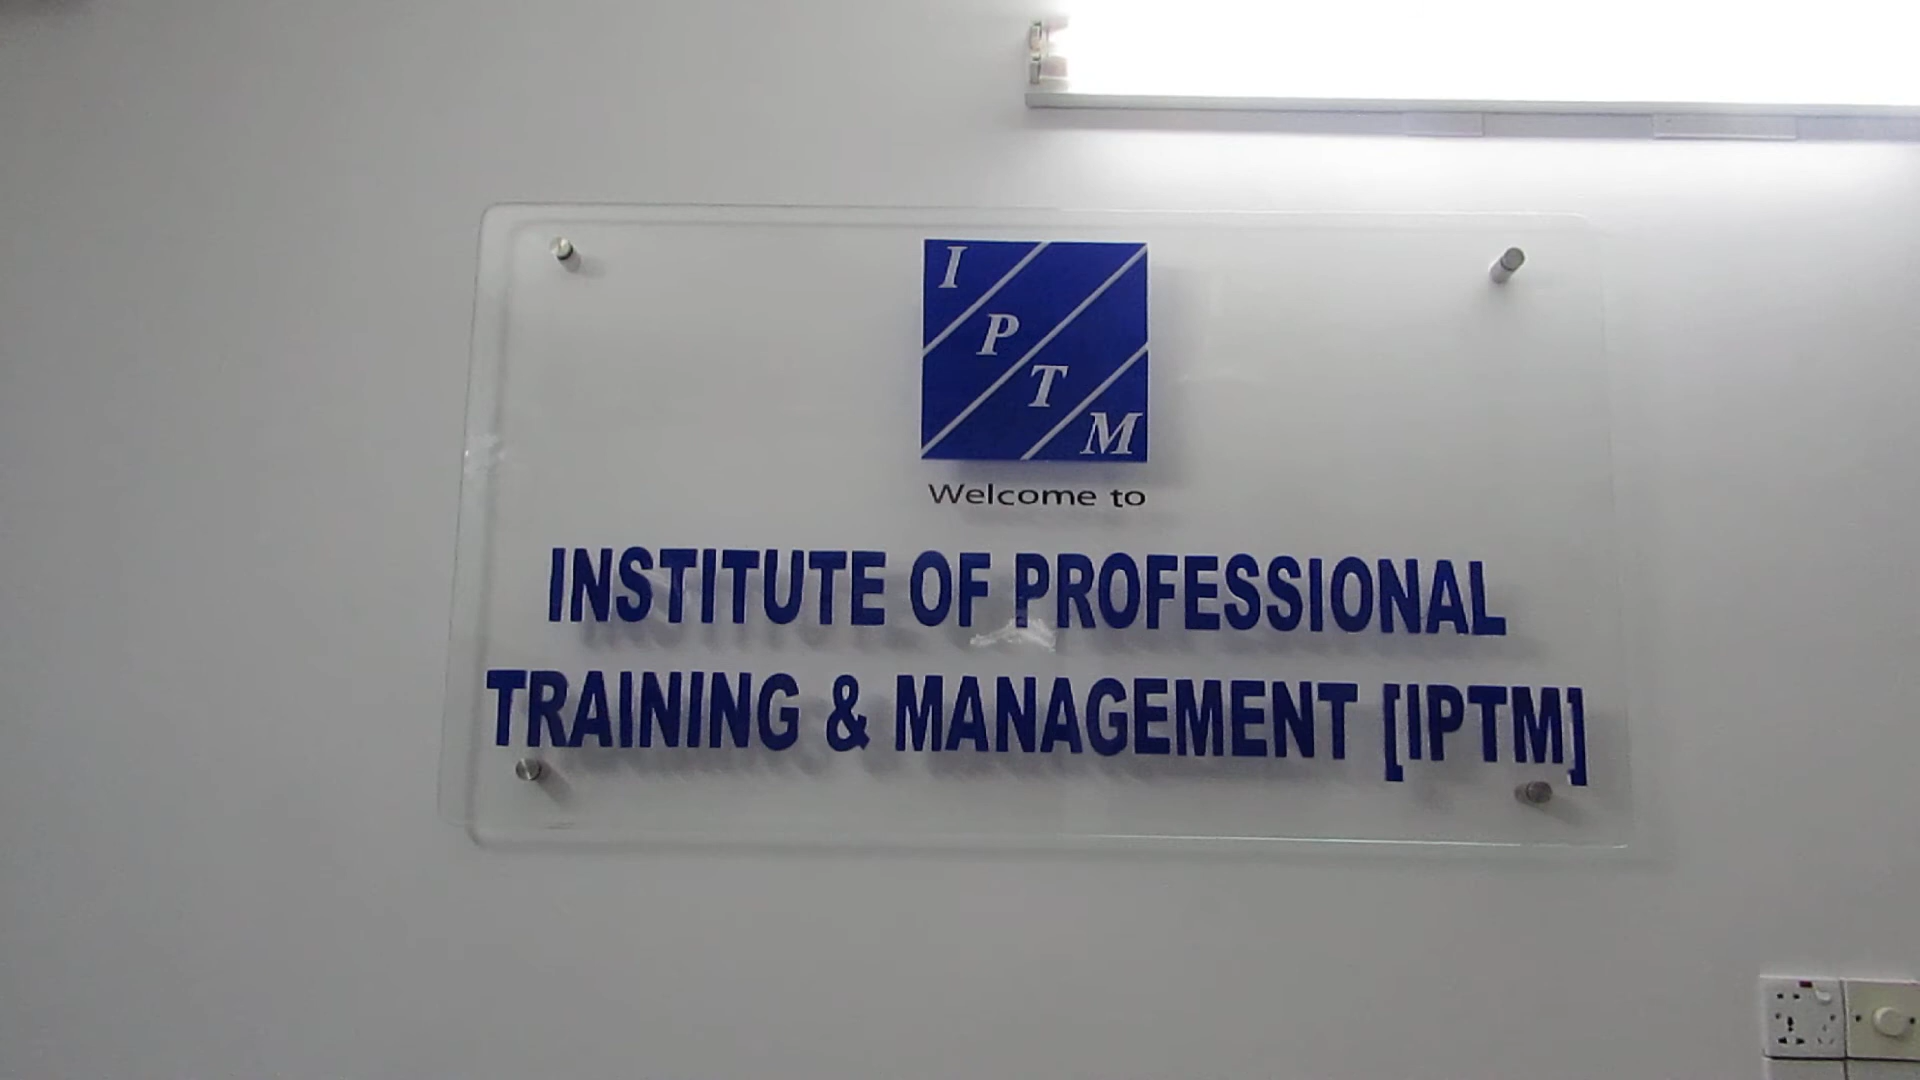 I
P
T
M
Welcome to
INSTITUTE OF PROFESSIONAL
TRAINING & MANAGEMENT [IPTM]